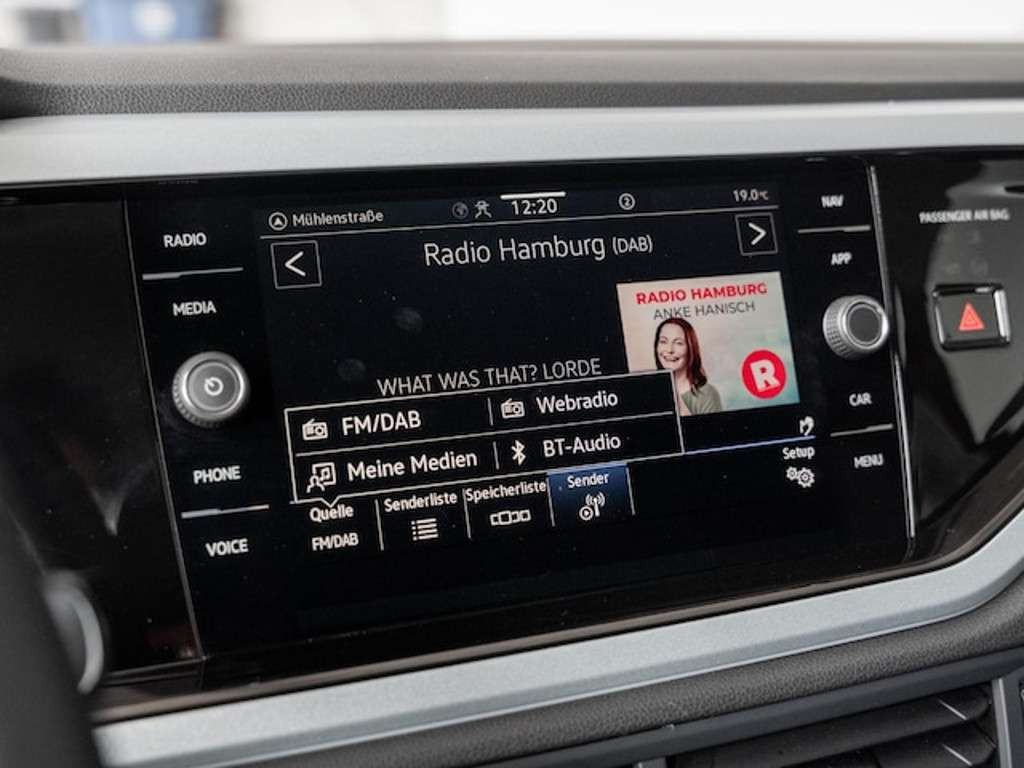 Mühlenstraße
12:20
2
19.0°C
Radio Hamburg (DAB)
<
>
RADIO HAMBURG
ANKE HANISCH
R
WHAT WAS THAT? LORDE
FM/DAB
Webradio
Meine Medien
BT-Audio
Quelle
FM/DAB
Senderliste
Speicherliste
Sender
Setup
RADIO
MEDIA
PHONE
VOICE
NAV
APP
CAR
MENU
PASSENGER AIR BAG